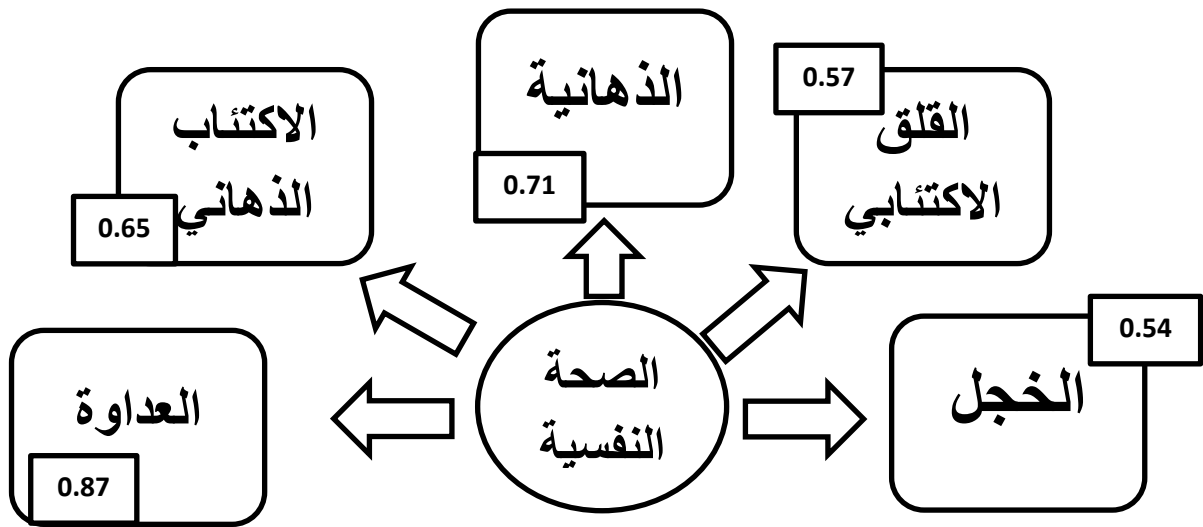 الذهانية
0.71
0.57
القلق
الاكتئابي
الاكتئاب
الذهاني
0.65
0.54
الخجل
الصحة
النفسية
العداوة
0.87